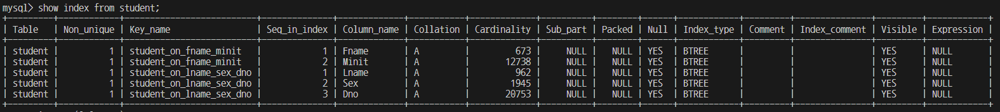 mysql> show index from student;
+---------+------------+--------------------------+--------------+-------------+-----------+-------------+----------+--------+------+------------+---------+---------------+---------+------------+
| Table | Non_unique | Key_name | Seq_in_index | Column_name | Collation | Cardinality | Sub_part | Packed | Null | Index_type | Comment | Index_comment | Visible | Expression |
+---------+------------+--------------------------+--------------+-------------+-----------+-------------+----------+--------+------+------------+---------+---------------+---------+------------+
| student | 1 | student_on_fname_minit | 1 | Fname | A | 673 | NULL | NULL | YES | BTREE | | | YES | NULL |
| student | 1 | student_on_fname_minit | 2 | Minit | A | 12738 | NULL | NULL | YES | BTREE | | | YES | NULL |
| student | 1 | student_on_lname_sex_dno | 1 | Lname | A | 962 | NULL | NULL | YES | BTREE | | | YES | NULL |
| student | 1 | student_on_lname_sex_dno | 2 | Sex | A | 1945 | NULL | NULL | YES | BTREE | | | YES | NULL |
| student | 1 | student_on_lname_sex_dno | 3 | Dno | A | 20753 | NULL | NULL | YES | BTREE | | | YES | NULL |
+---------+------------+--------------------------+--------------+-------------+-----------+-------------+----------+--------+------+------------+---------+---------------+---------+------------+